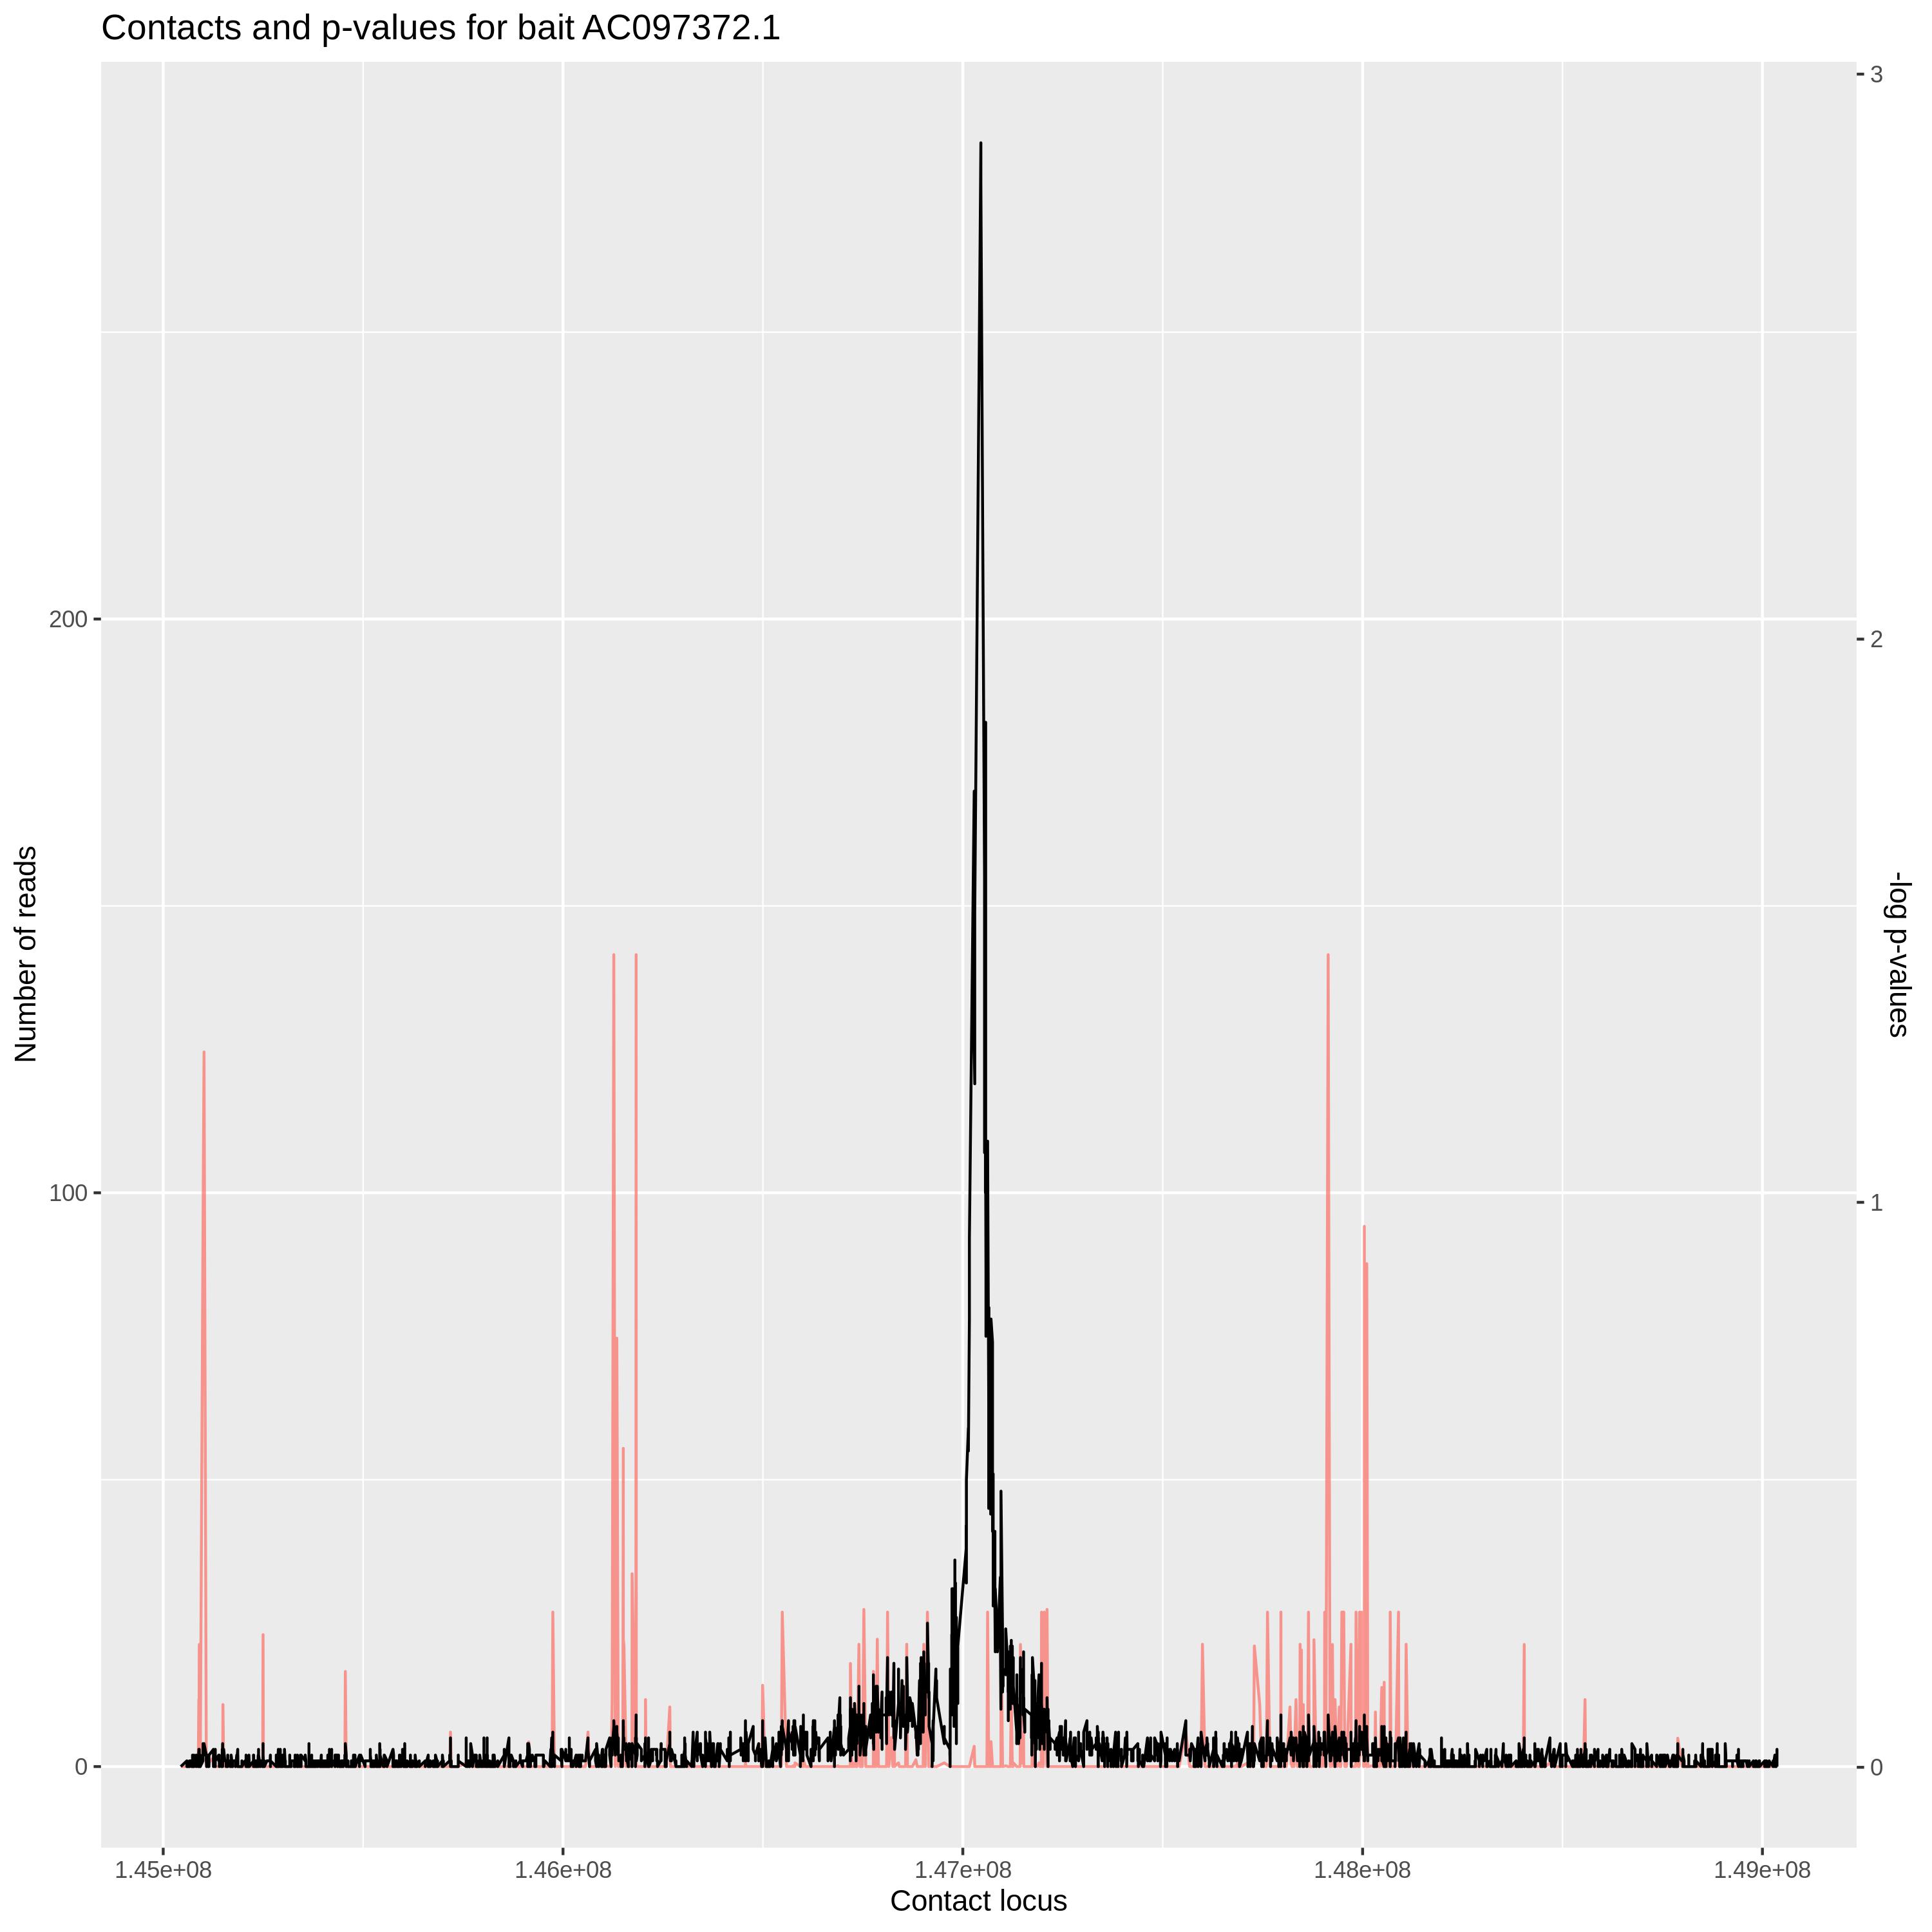 Contacts and p-values for bait AC097372.1
3
200
2
Number of reads
-log p-values
100
1
0
0
1.45e+08
1.46e+08
1.47e+08
1.48e+08
1.49e+08
Contact locus